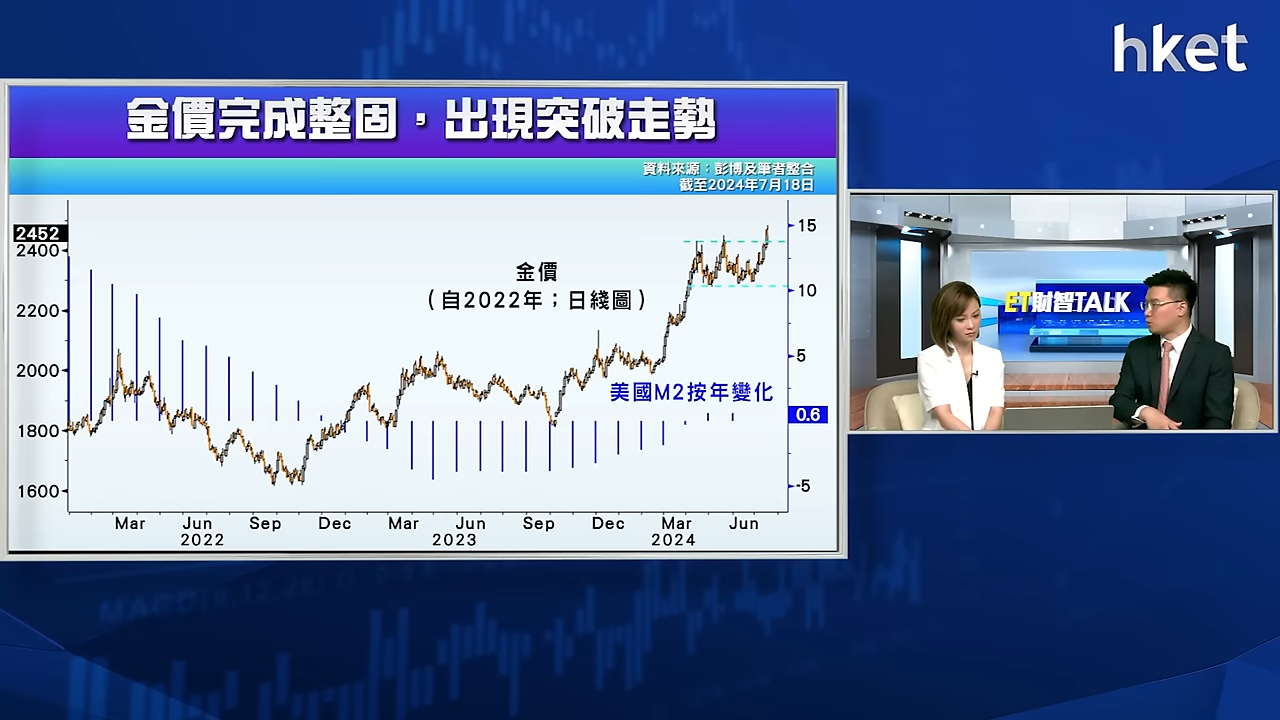 hket
金價完成整固，出現突破走勢
資料來源：彭博及筆者整合
截至2024年7月18日
2452
2400
2200
2000
1800
1600
15
10
5
0.6
-5
金價
（自2022年；日綫圖）
美國M2按年變化
Mar Jun Sep Dec Mar Jun Sep Dec Mar Jun
2022 2023 2024
ET財智TALK